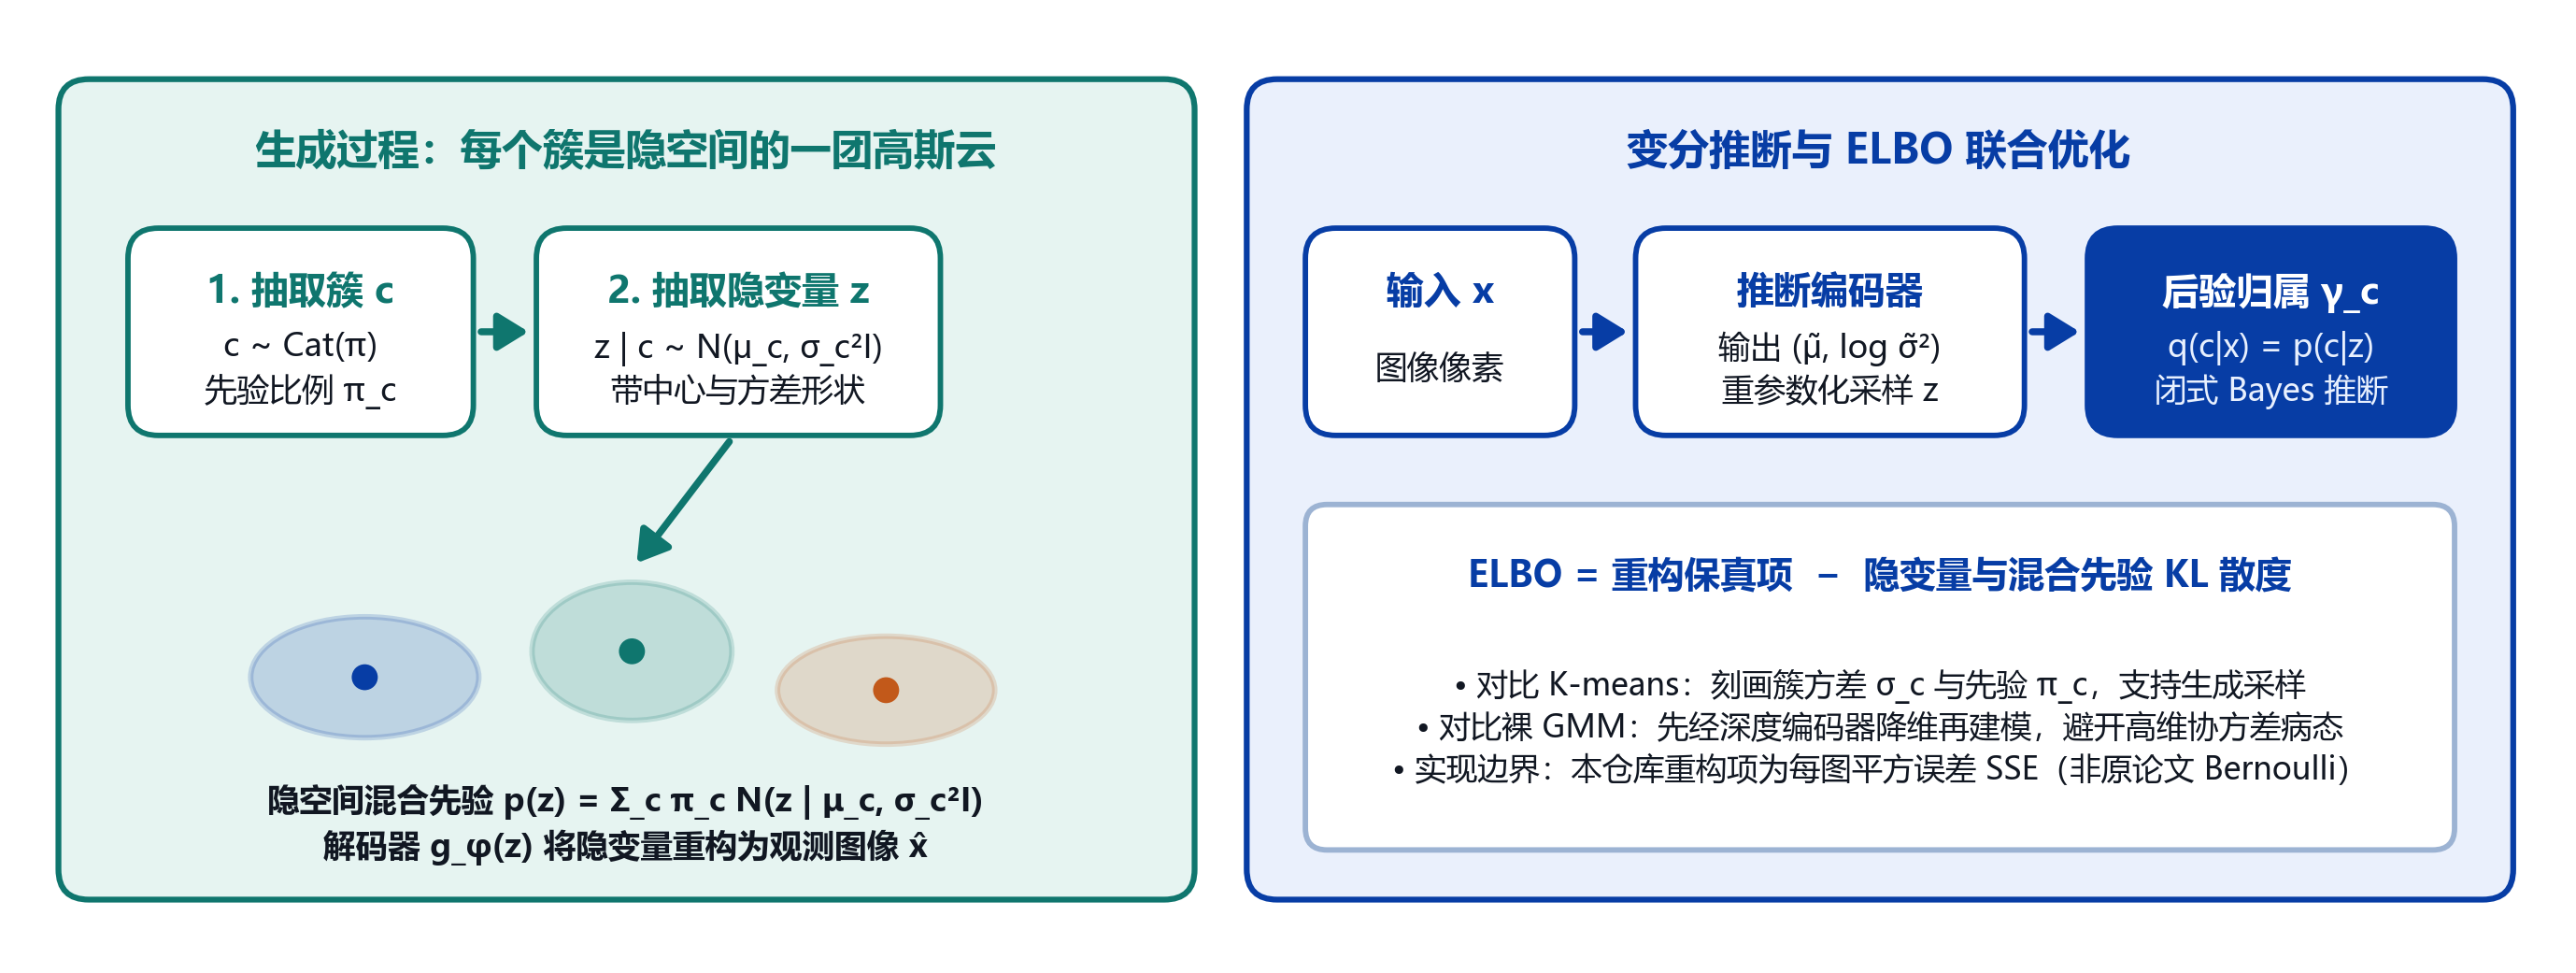 生成过程：每个簇是隐空间的一团高斯云
1. 抽取簇 c
c ~ Cat(π)
先验比例 π_c
2. 抽取隐变量 z
z | c ~ N(μ_c, σ_c²I)
带中心与方差形状
隐空间混合先验 p(z) = Σ_c π_c N(z | μ_c, σ_c²I)
解码器 g_φ(z) 将隐变量重构为观测图像 x̂
变分推断与 ELBO 联合优化
输入 x
图像像素
推断编码器
输出 (μ̃, log σ̃²)
重参数化采样 z
后验归属 γ_c
q(c|x) = p(c|z)
闭式 Bayes 推断
ELBO = 重构保真项 － 隐变量与混合先验 KL 散度
• 对比 K-means：刻画簇方差 σ_c 与先验 π_c，支持生成采样
• 对比裸 GMM：先经深度编码器降维再建模，避开高维协方差病态
• 实现边界：本仓库重构项为每图平方误差 SSE（非原论文 Bernoulli）